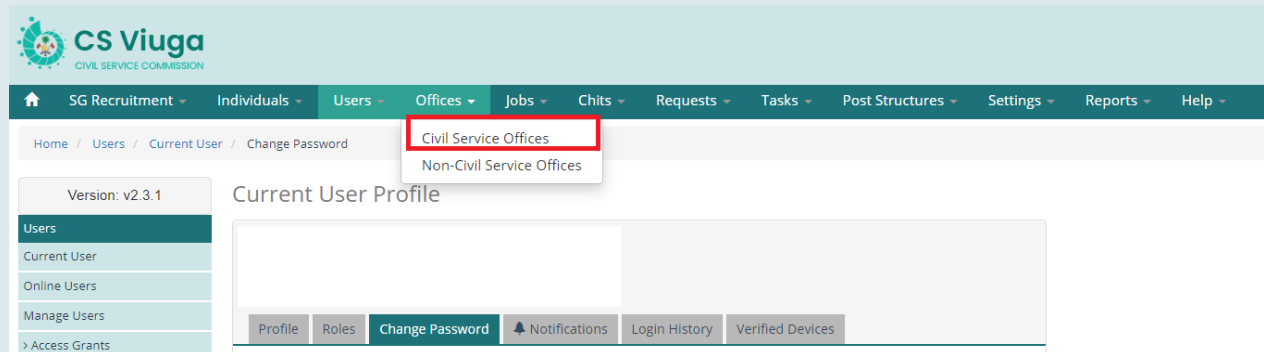 CS Viuga
CIVIL SERVICE COMMISSION
SG Recruitment Individuals Users Offices Jobs Chits Requests Tasks Post Structures Settings Reports Help
Civil Service Offices
Non-Civil Service Offices
Home / Users / Current User / Change Password
Version: v2.3.1
Current User Profile
Users
Current User
Online Users
Manage Users
> Access Grants
Profile Roles Change Password Notifications Login History Verified Devices